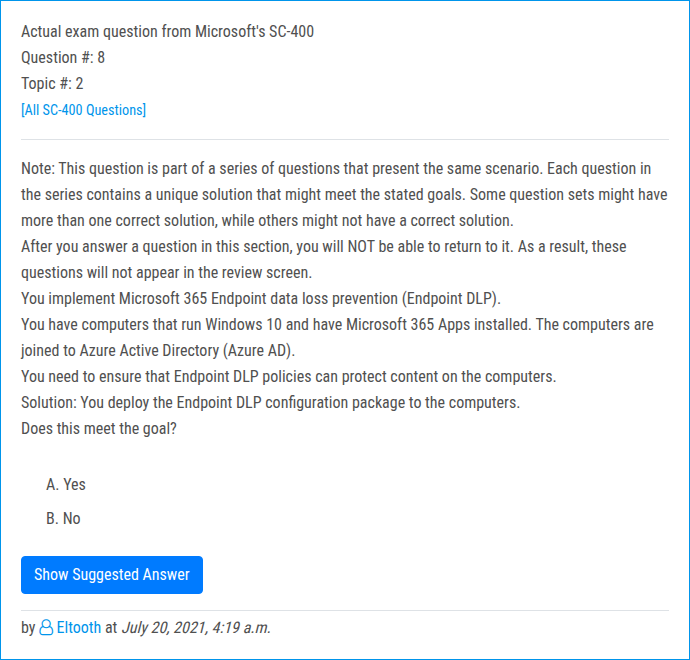 Actual exam question from Microsoft's SC-400
Question #: 8
Topic #: 2
[All SC-400 Questions]
Note: This question is part of a series of questions that present the same scenario. Each question in
the series contains a unique solution that might meet the stated goals. Some question sets might have
more than one correct solution, while others might not have a correct solution.
After you answer a question in this section, you will NOT be able to return to it. As a result, these
questions will not appear in the review screen.
You implement Microsoft 365 Endpoint data loss prevention (Endpoint DLP).
You have computers that run Windows 10 and have Microsoft 365 Apps installed. The computers are
joined to Azure Active Directory (Azure AD).
You need to ensure that Endpoint DLP policies can protect content on the computers.
Solution: You deploy the Endpoint DLP configuration package to the computers.
Does this meet the goal?
A. Yes
B. No
Show Suggested Answer
by Eltooth at July 20, 2021, 4:19 a.m.